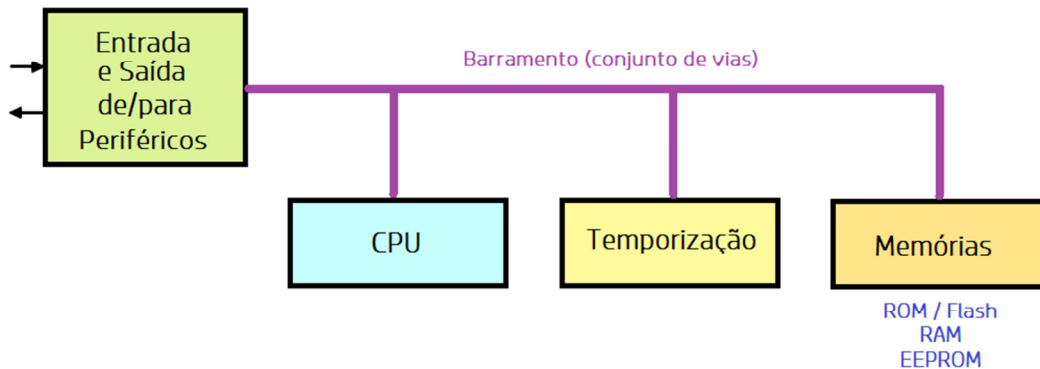 Entrada
e Saída
de/para
Periféricos
Barramento (conjunto de vias)
CPU
Temporização
Memórias
ROM / Flash
RAM
EEPROM